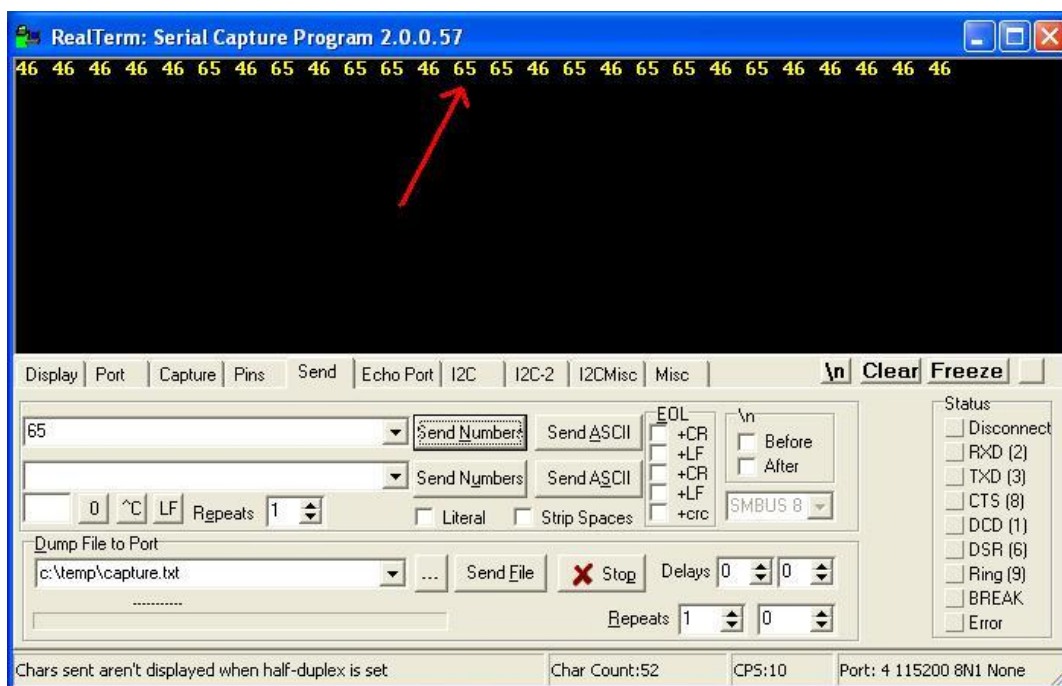 RealTerm: Serial Capture Program 2.0.0.57
46 46 46 46 46 65 46 65 46 65 65 46 65 65 46 65 46 65 65 46 65 46 46 46 46 46
Display Port Capture Pins Send Echo Port I2C I2C-2 I2CMisc Misc \n Clear Freeze
Status
EOL \n
65 Send Numbers Send ASCII +CR Before Disconnect
+LF After RXD (2)
Send Numbers Send ASCII +CR TXD (3)
+LF SMBUS 8 CTS (8)
0 ^C LF Repeats 1 Literal Strip Spaces +crc DCD (1)
Dump File to Port DSR (6)
c:\temp\capture.txt ... Send File Stop Delays 0 0 Ring (9)
----------- BREAK
Repeats 1 0 Error
Chars sent aren't displayed when half-duplex is set Char Count:52 CPS:10 Port: 4 115200 8N1 None